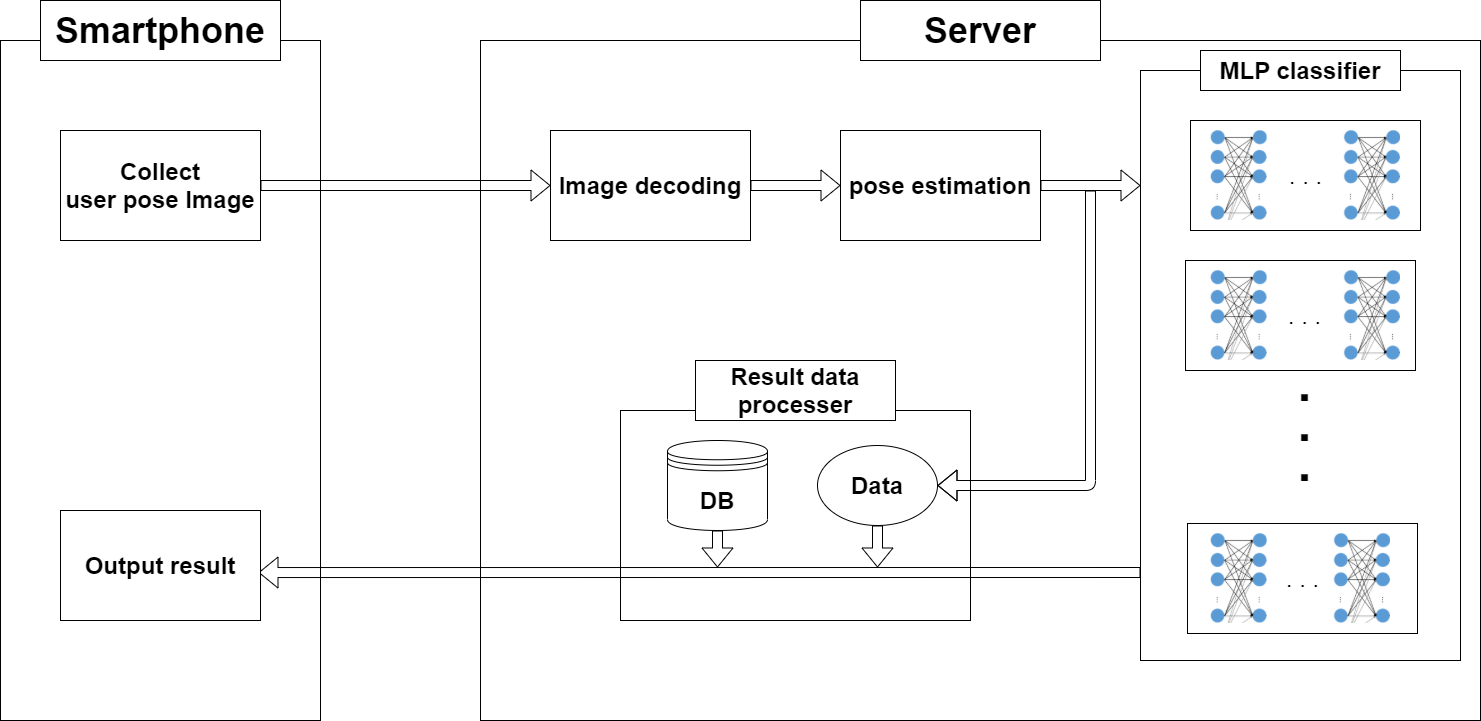 Smartphone
Server
MLP classifier
Collect
user pose Image
Image decoding
pose estimation
. . .
. . .
Result data
processer
DB
Data
Output result
. . .